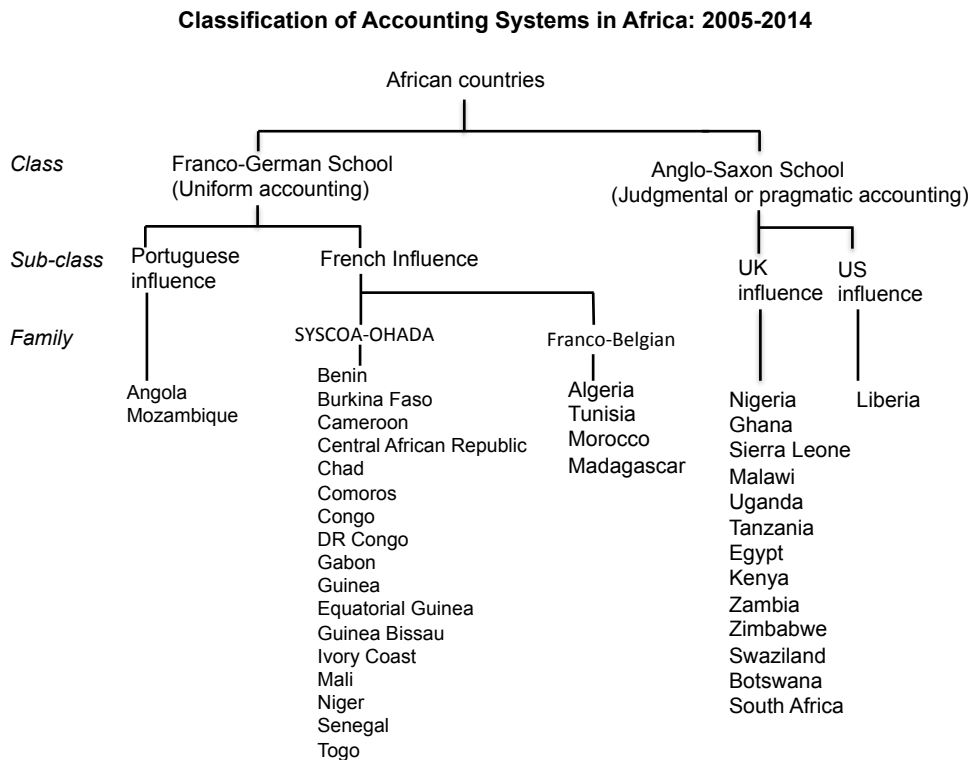 Classification of Accounting Systems in Africa: 2005-2014
African countries
Class
Franco-German School
(Uniform accounting)
Anglo-Saxon School
(Judgmental or pragmatic accounting)
Sub-class
Portuguese
influence
French Influence
UK
influence
US
influence
Family
SYSCOA-OHADA
Franco-Belgian
Angola
Mozambique
Benin
Burkina Faso
Cameroon
Central African Republic
Chad
Comoros
Congo
DR Congo
Gabon
Guinea
Equatorial Guinea
Guinea Bissau
Ivory Coast
Mali
Niger
Senegal
Togo
Algeria
Tunisia
Morocco
Madagascar
Nigeria
Ghana
Sierra Leone
Malawi
Uganda
Tanzania
Egypt
Kenya
Zambia
Zimbabwe
Swaziland
Botswana
South Africa
Liberia